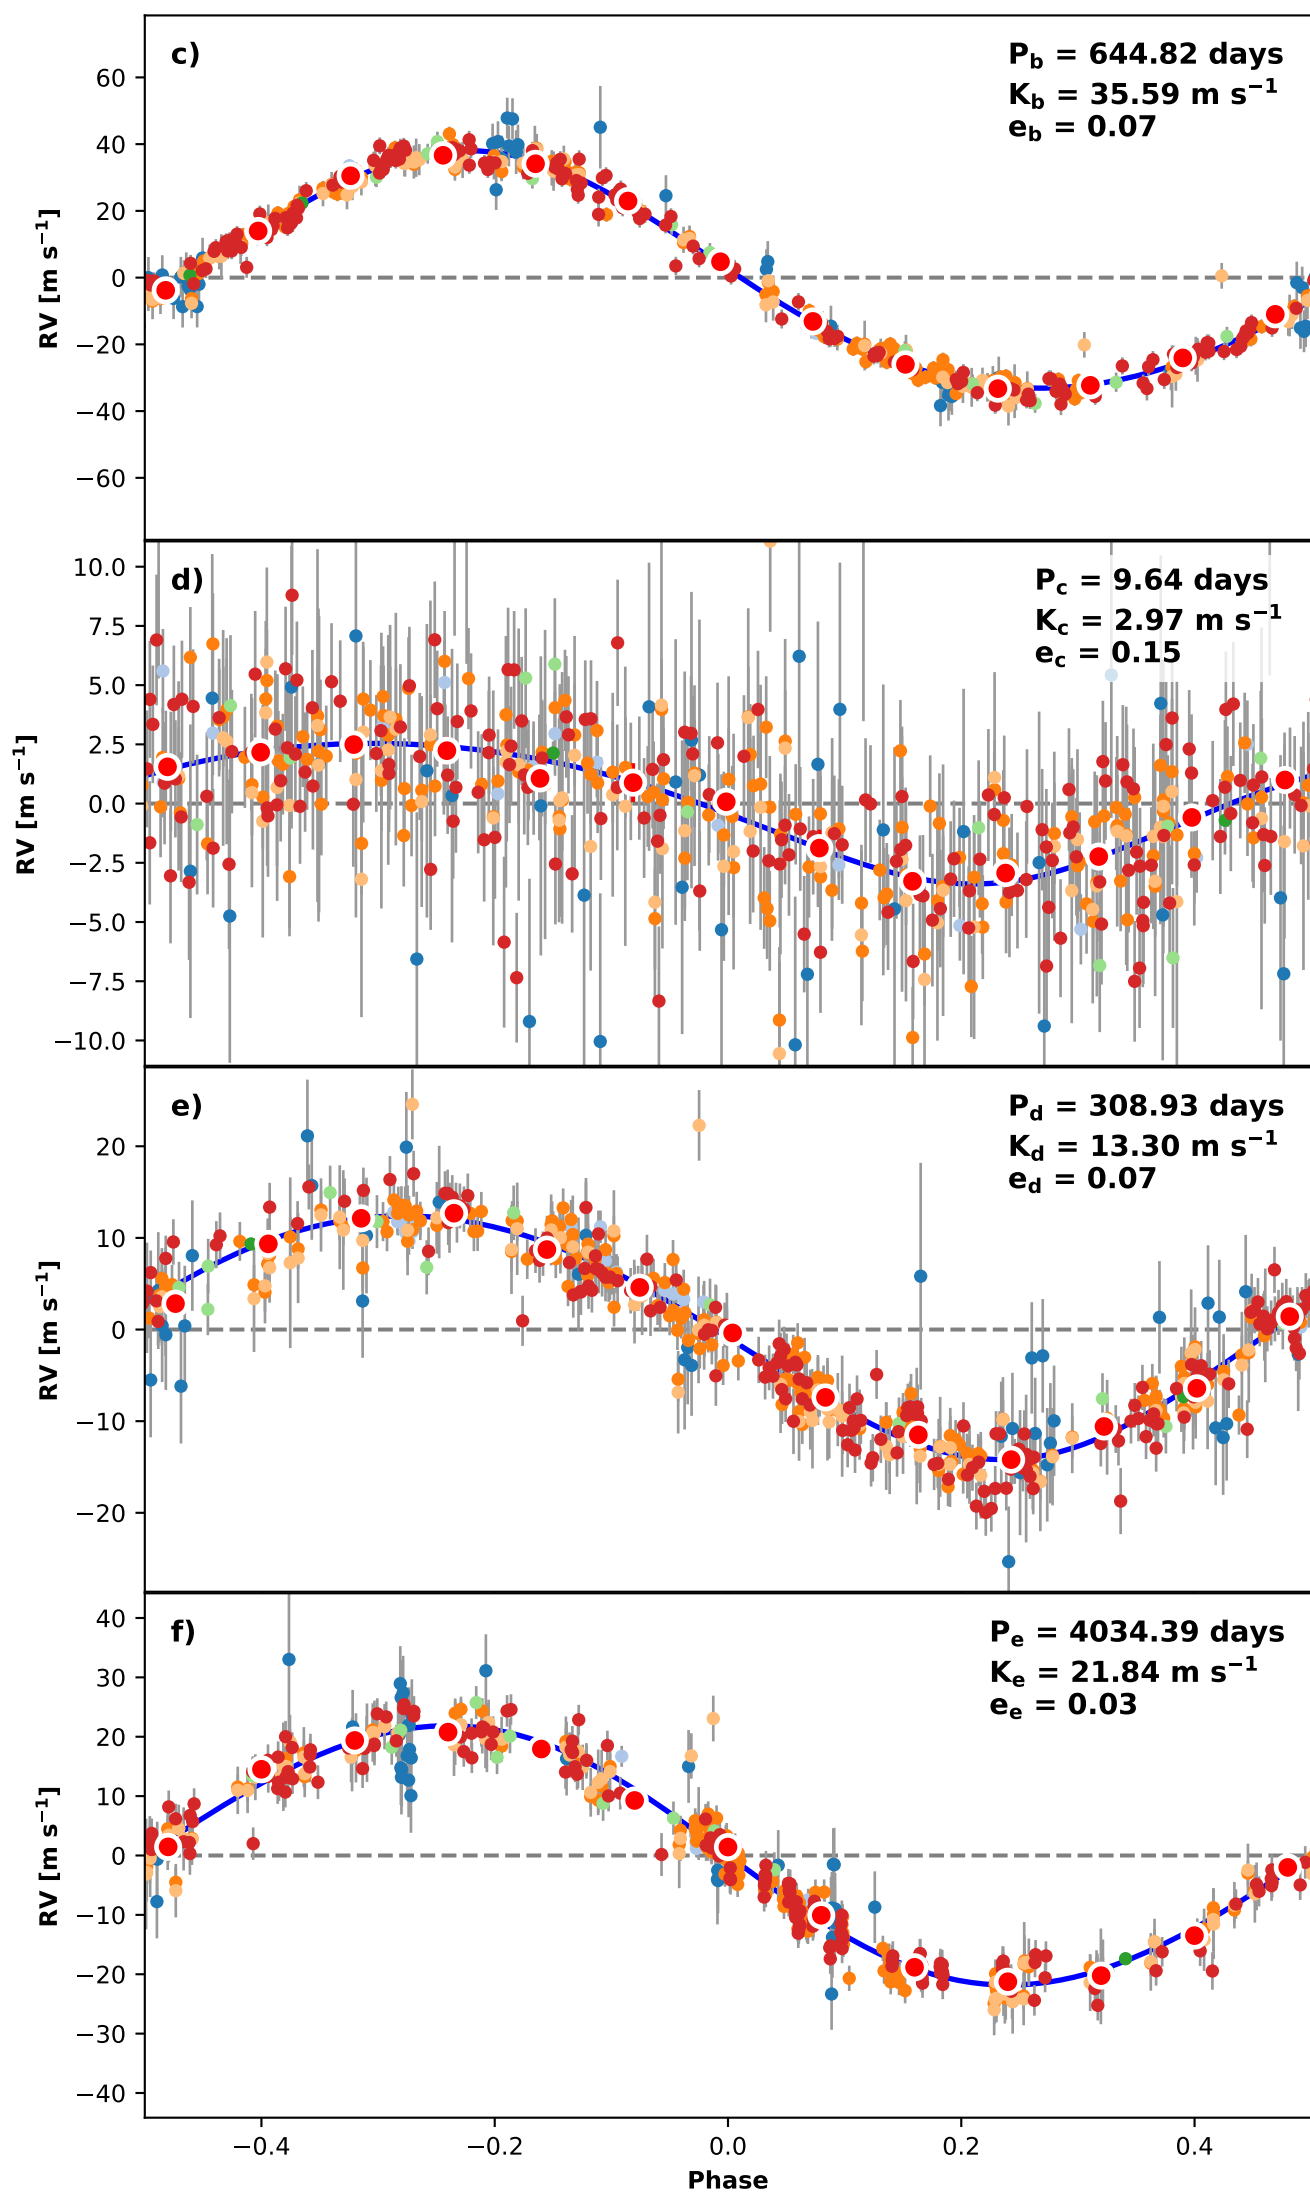 c)
P_b = 644.82 days
K_b = 35.59 m s⁻¹
e_b = 0.07
60
40
20
0
−20
−40
−60
RV [m s⁻¹]
d)
P_c = 9.64 days
K_c = 2.97 m s⁻¹
e_c = 0.15
10.0
7.5
5.0
2.5
0.0
−2.5
−5.0
−7.5
−10.0
RV [m s⁻¹]
e)
P_d = 308.93 days
K_d = 13.30 m s⁻¹
e_d = 0.07
20
10
0
−10
−20
RV [m s⁻¹]
f)
P_e = 4034.39 days
K_e = 21.84 m s⁻¹
e_e = 0.03
40
30
20
10
0
−10
−20
−30
−40
RV [m s⁻¹]
−0.4 −0.2 0.0 0.2 0.4
Phase